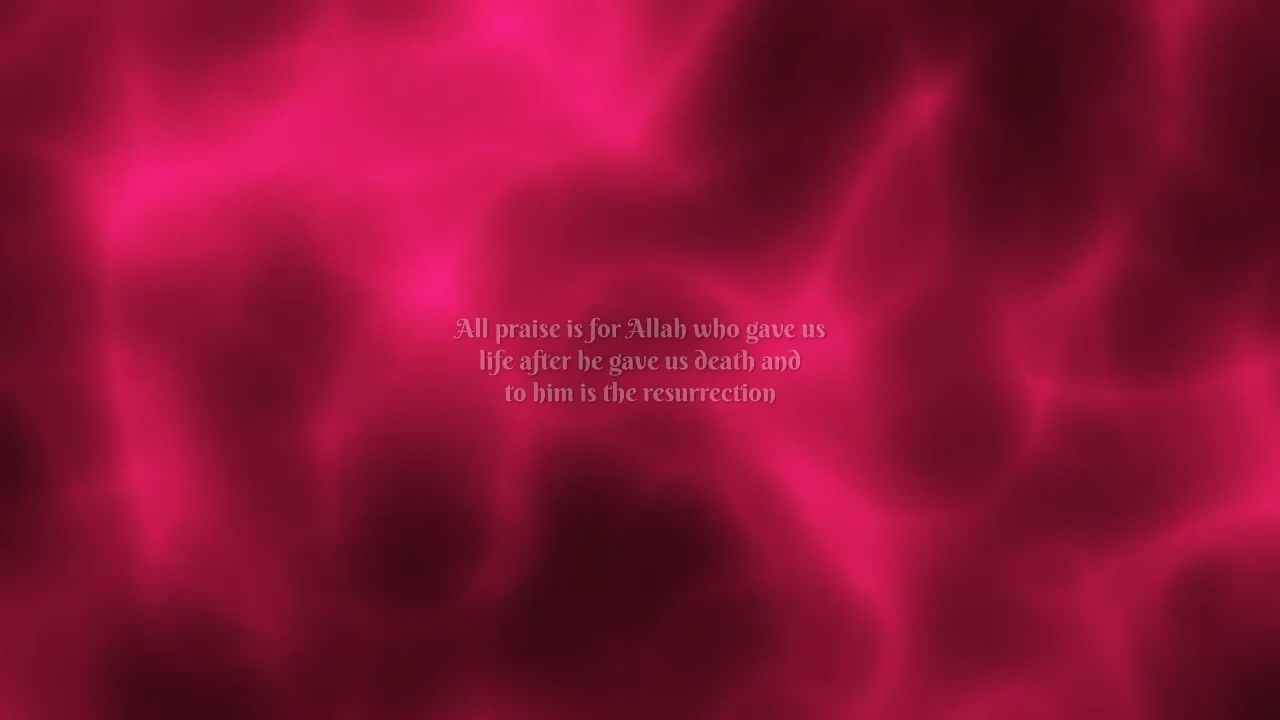 All praise is for Allah who gave us
life after he gave us death and
to him is the resurrection